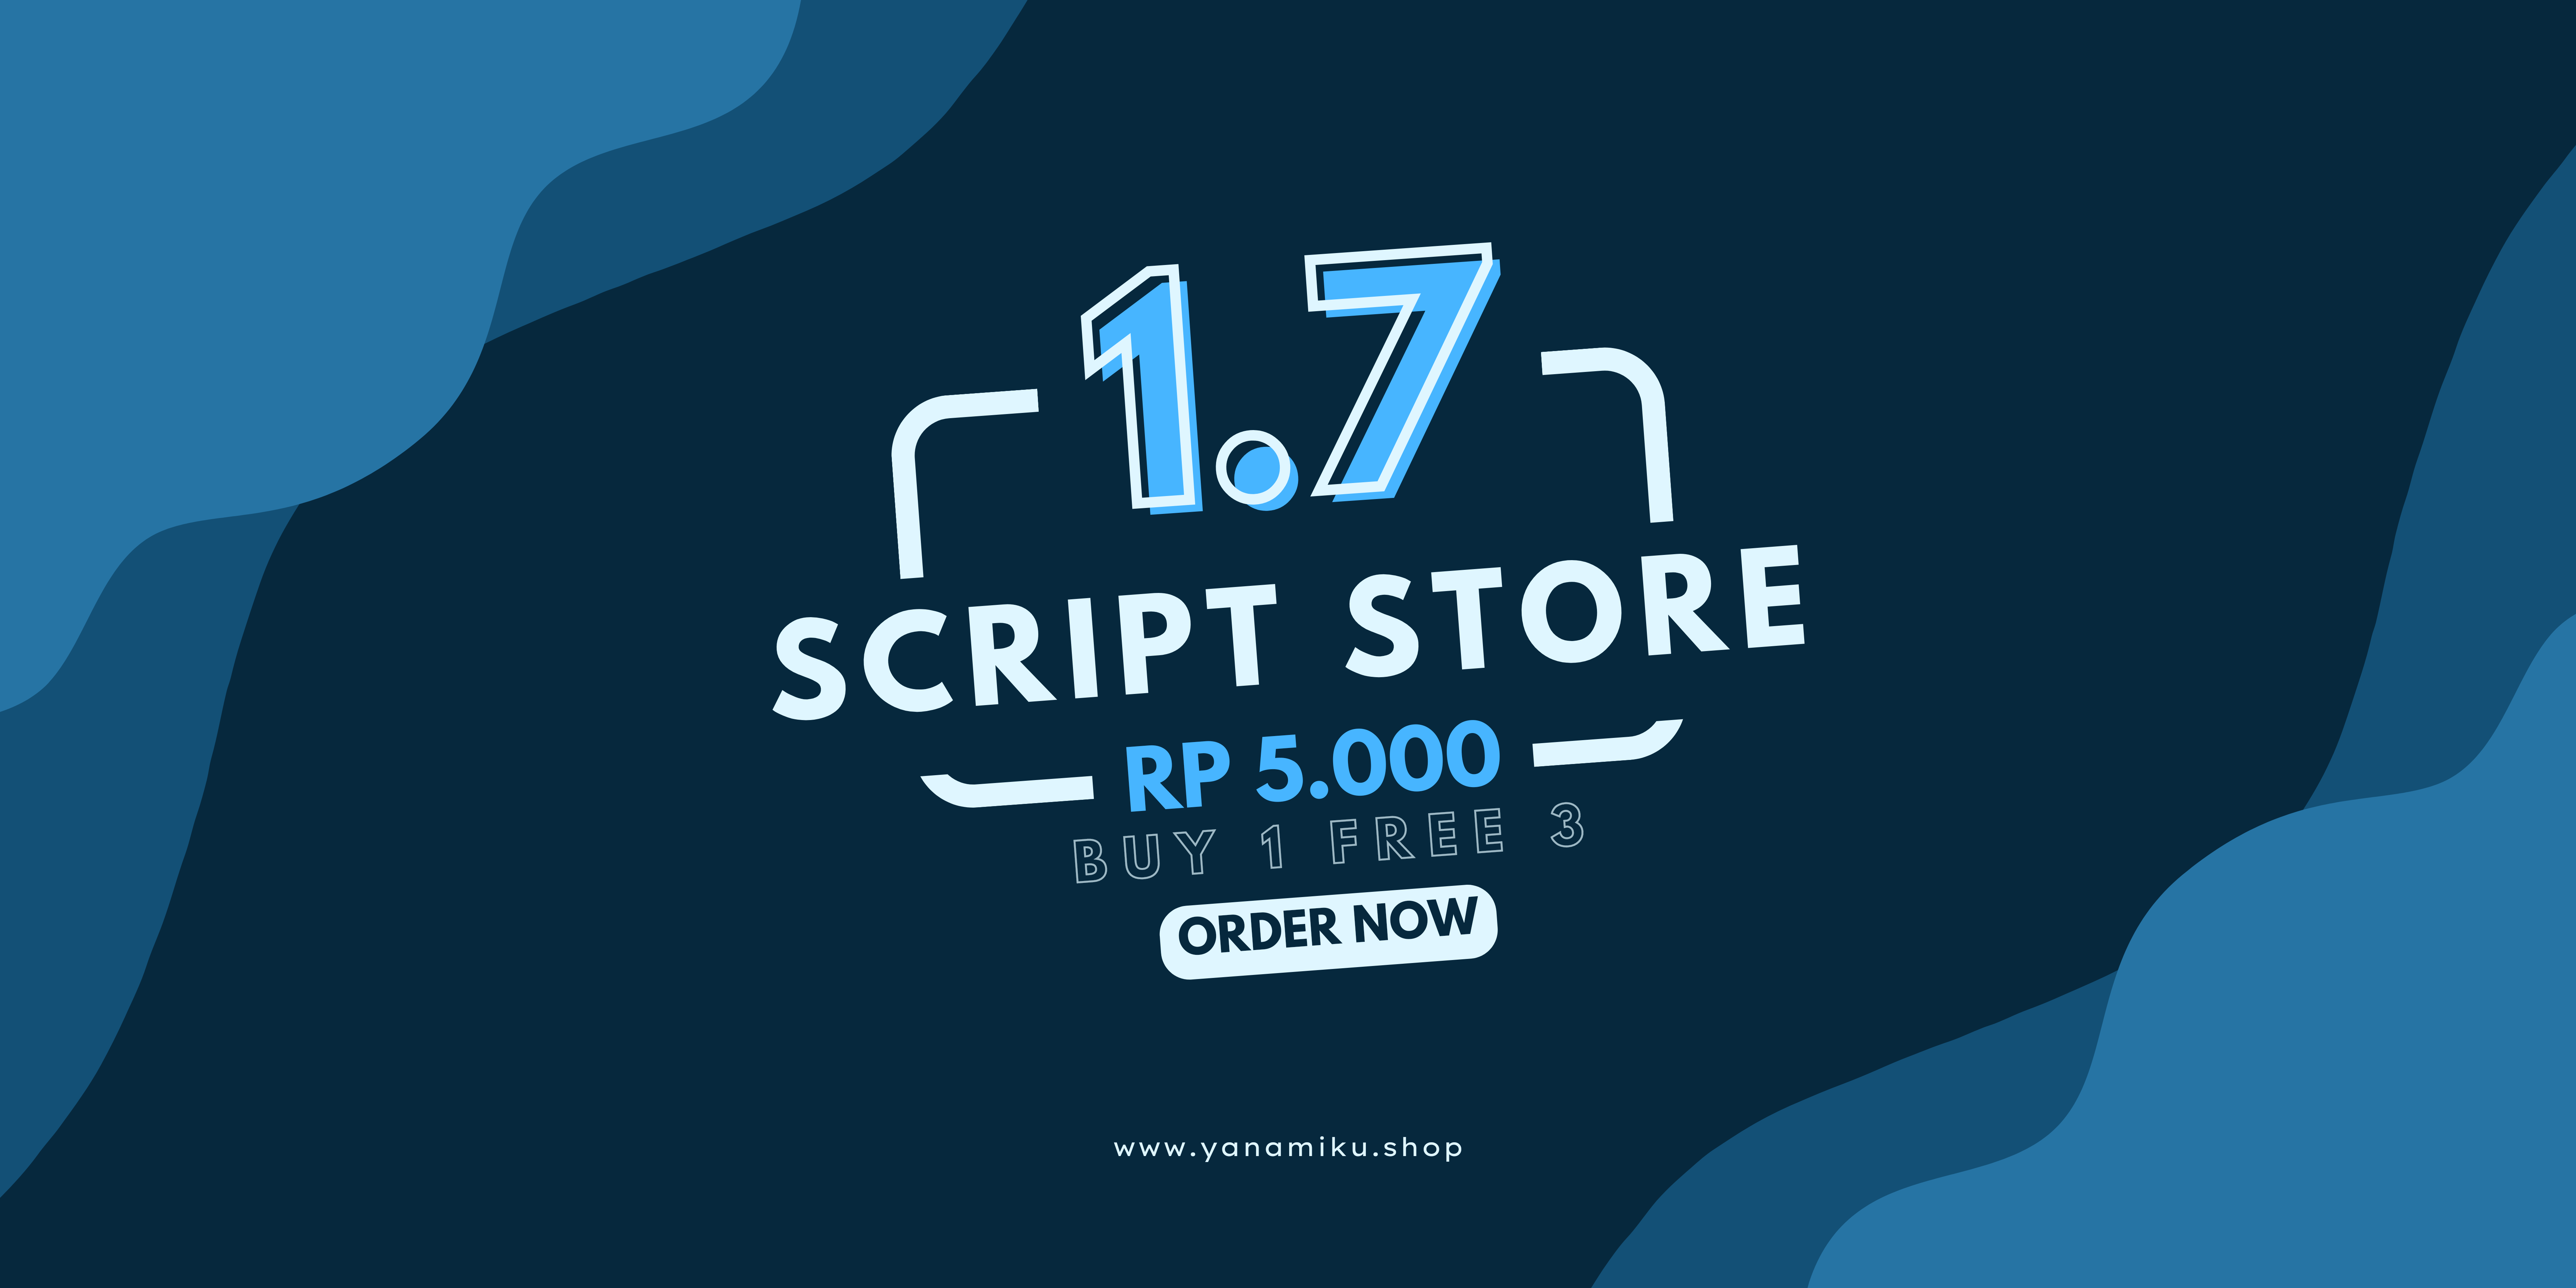 1.7
SCRIPT STORE
RP 5.000
BUY 1 FREE 3
ORDER NOW
www.yanamiku.shop